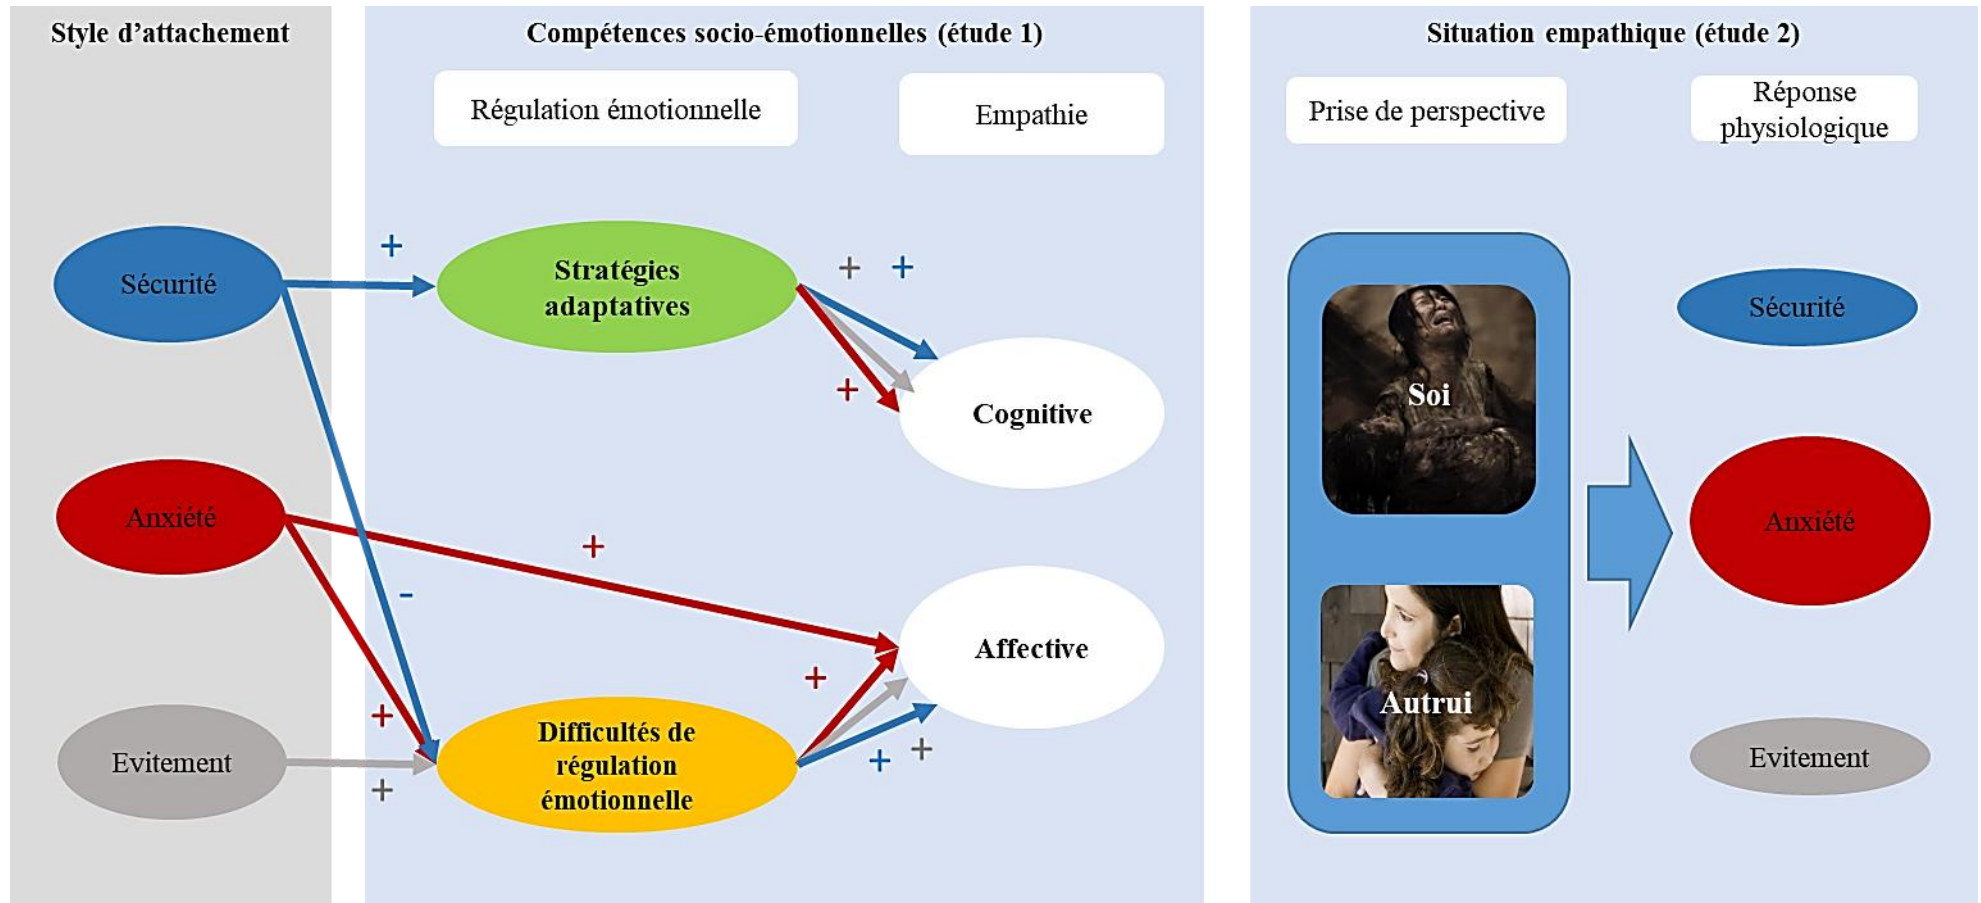 Style d’attachement
Compétences socio-émotionnelles (étude 1)
Situation empathique (étude 2)
Régulation émotionnelle
Empathie
Prise de perspective
Réponse
physiologique
Sécurité
+
Stratégies
adaptatives
+ +
+
Cognitive
Anxiété
+
-
+
Affective
+
Evitement
+
Difficultés de
régulation
émotionnelle
+ +
Soi
Autrui
Sécurité
Anxiété
Evitement